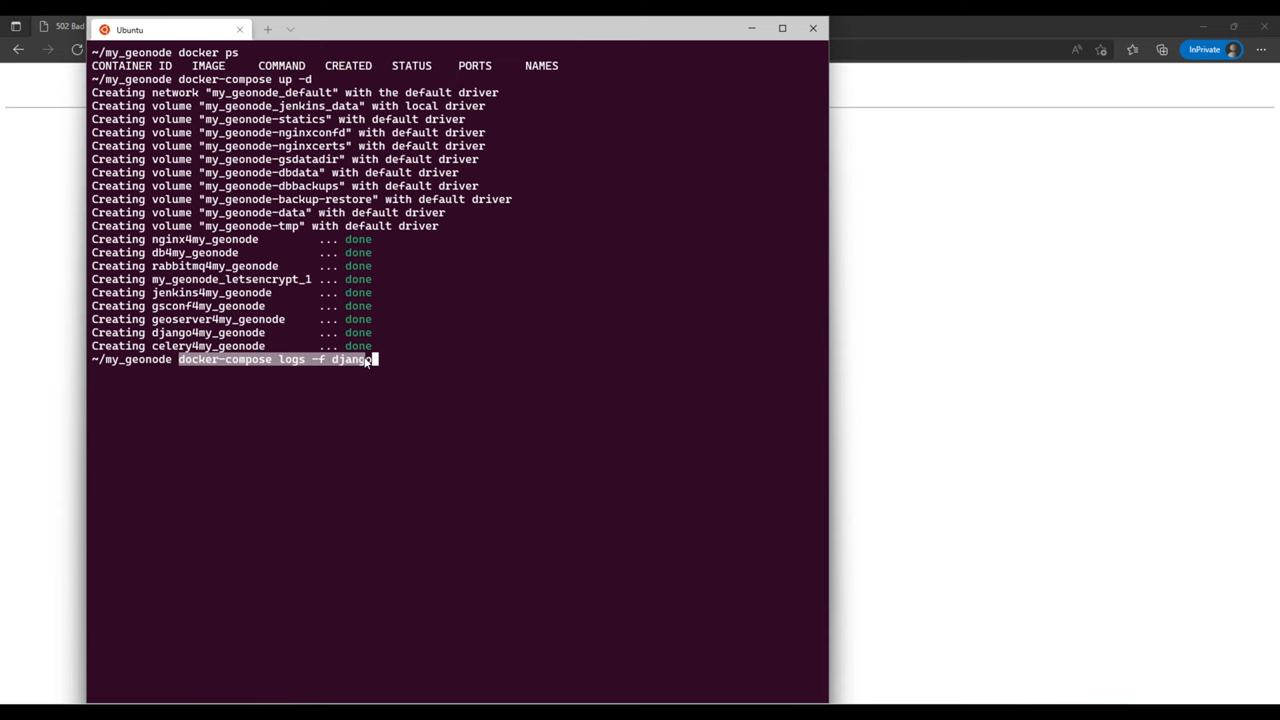 502 Bad
Ubuntu
InPrivate
~/my_geonode docker ps
CONTAINER ID IMAGE COMMAND CREATED STATUS PORTS NAMES
~/my_geonode docker-compose up -d
Creating network "my_geonode_default" with the default driver
Creating volume "my_geonode_jenkins_data" with local driver
Creating volume "my_geonode-statics" with default driver
Creating volume "my_geonode-nginxconfd" with default driver
Creating volume "my_geonode-nginxcerts" with default driver
Creating volume "my_geonode-gsdatadir" with default driver
Creating volume "my_geonode-dbdata" with default driver
Creating volume "my_geonode-dbbackups" with default driver
Creating volume "my_geonode-backup-restore" with default driver
Creating volume "my_geonode-data" with default driver
Creating volume "my_geonode-tmp" with default driver
Creating nginx4my_geonode ... done
Creating db4my_geonode ... done
Creating rabbitmq4my_geonode ... done
Creating my_geonode_letsencrypt_1 ... done
Creating jenkins4my_geonode ... done
Creating gsconf4my_geonode ... done
Creating geoserver4my_geonode ... done
Creating django4my_geonode ... done
Creating celery4my_geonode ... done
~/my_geonode docker-compose logs -f django